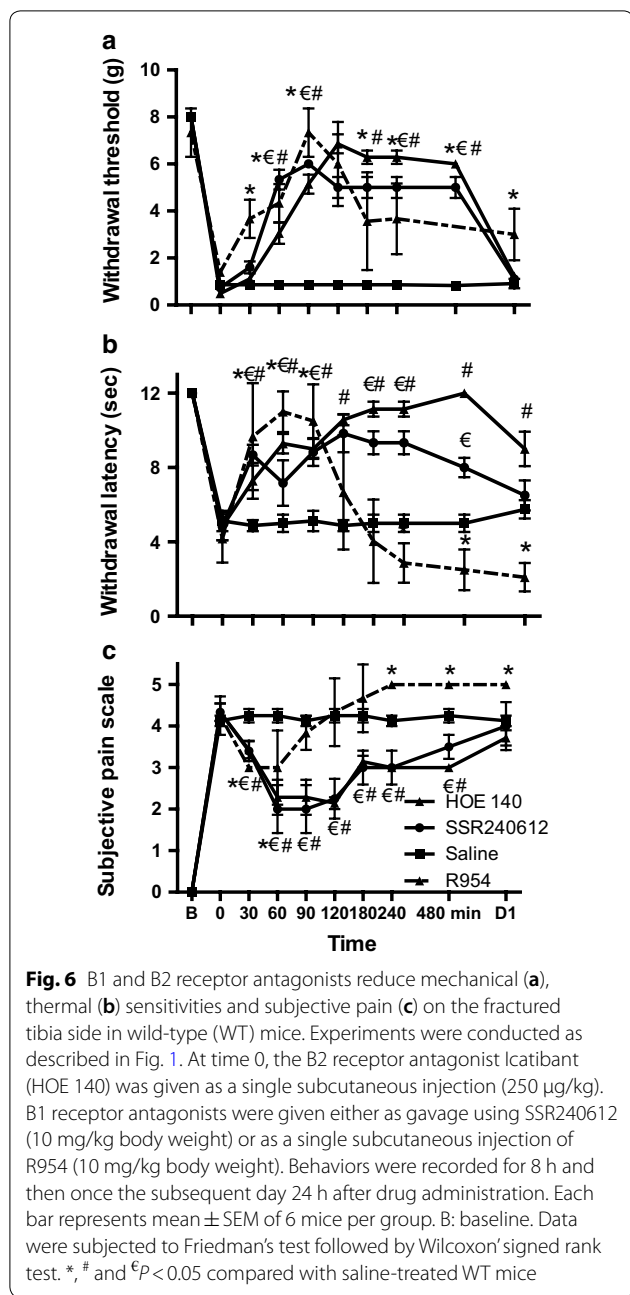 a
Withdrawal threshold (g)
10
8
6
4
2
0
*
*€#
*€#
*#
*€#
*€#
*
b
Withdrawal latency (sec)
12
8
4
0
*€#
*€#
*€#
#
€#
€#
#
€
*
#
*
c
Subjective pain scale
5
4
3
2
1
0
*
*
*
*€#
*€#
€#
€#
€#
€#
€#
HOE 140
SSR240612
Saline
R954
B 0 30 60 90 120 180 240 480 min D1
Time
Fig. 6 B1 and B2 receptor antagonists reduce mechanical (a),
thermal (b) sensitivities and subjective pain (c) on the fractured
tibia side in wild-type (WT) mice. Experiments were conducted as
described in Fig. 1. At time 0, the B2 receptor antagonist Icatibant
(HOE 140) was given as a single subcutaneous injection (250 µg/kg).
B1 receptor antagonists were given either as gavage using SSR240612
(10 mg/kg body weight) or as a single subcutaneous injection of
R954 (10 mg/kg body weight). Behaviors were recorded for 8 h and
then once the subsequent day 24 h after drug administration. Each
bar represents mean ± SEM of 6 mice per group. B: baseline. Data
were subjected to Friedman's test followed by Wilcoxon' signed rank
test. *, # and €P < 0.05 compared with saline-treated WT mice